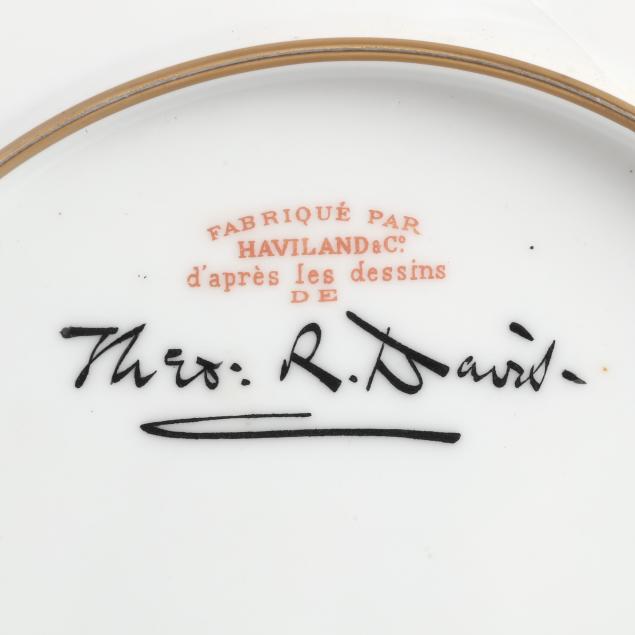 FABRIQUÉ PAR
HAVILAND & Cº.
d'après les dessins
DE
Theo: R. Davis.